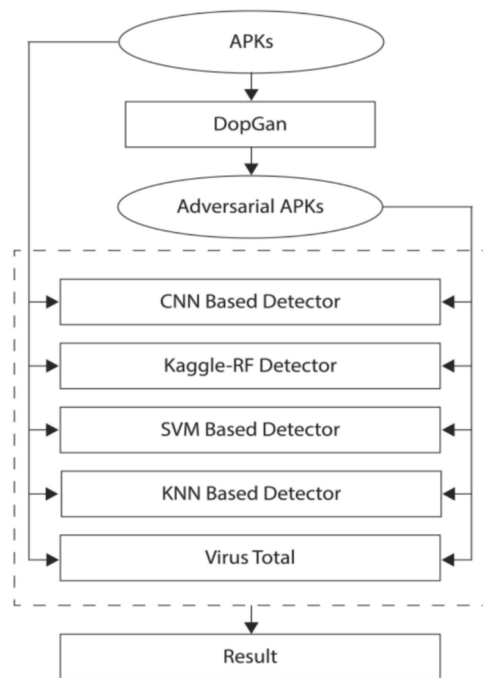 APKs
DopGan
Adversarial APKs
CNN Based Detector
Kaggle-RF Detector
SVM Based Detector
KNN Based Detector
Virus Total
Result